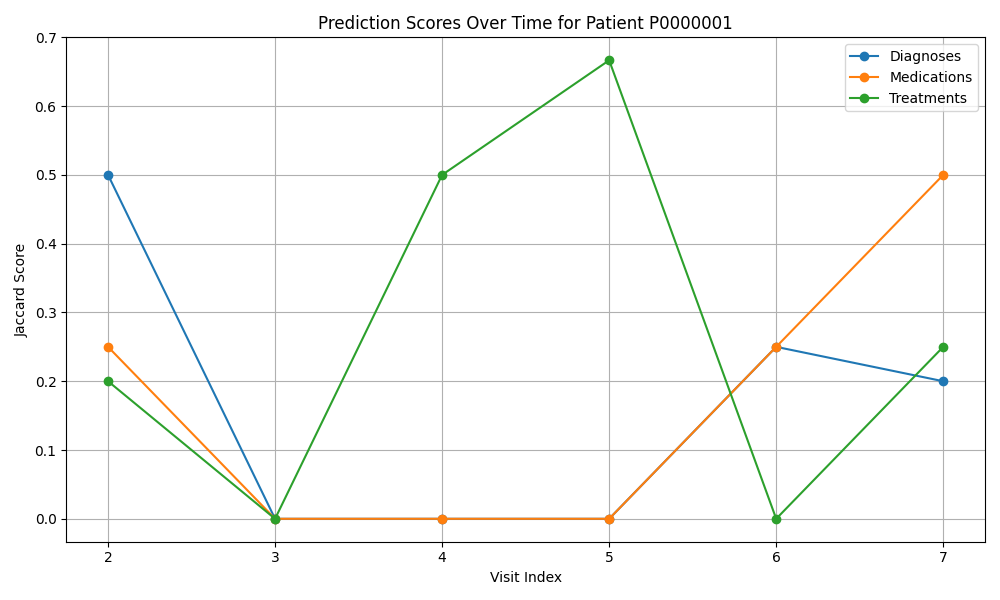 Prediction Scores Over Time for Patient P0000001
Diagnoses
Medications
Treatments
Jaccard Score
0.7
0.6
0.5
0.4
0.3
0.2
0.1
0.0
2 3 4 5 6 7
Visit Index